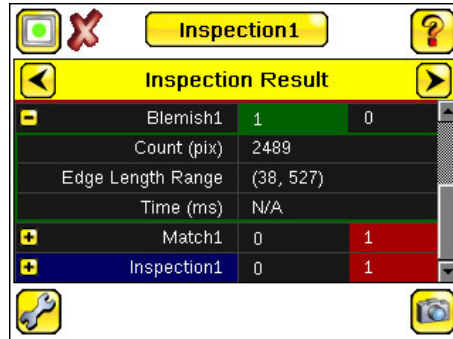 Inspection1
Inspection Result
Blemish1 1 0
Count (pix) 2489
Edge Length Range (38, 527)
Time (ms) N/A
Match1 0 1
Inspection1 0 1